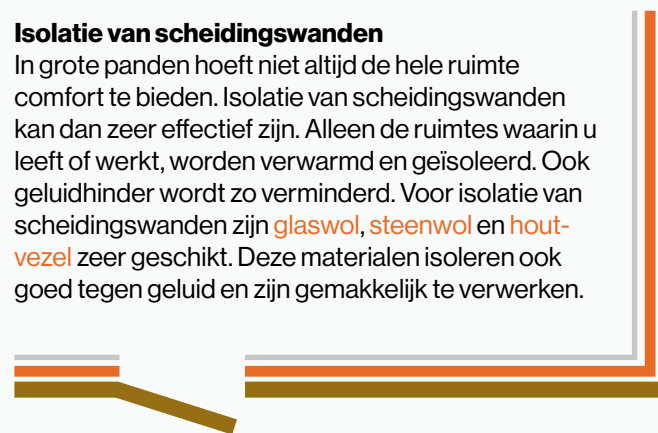 Isolatie van scheidingswanden
In grote panden hoeft niet altijd de hele ruimte
comfort te bieden. Isolatie van scheidingswanden
kan dan zeer effectief zijn. Alleen de ruimtes waarin u
leeft of werkt, worden verwarmd en geïsoleerd. Ook
geluidhinder wordt zo verminderd. Voor isolatie van
scheidingswanden zijn glaswol, steenwol en hout-
vezel zeer geschikt. Deze materialen isoleren ook
goed tegen geluid en zijn gemakkelijk te verwerken.